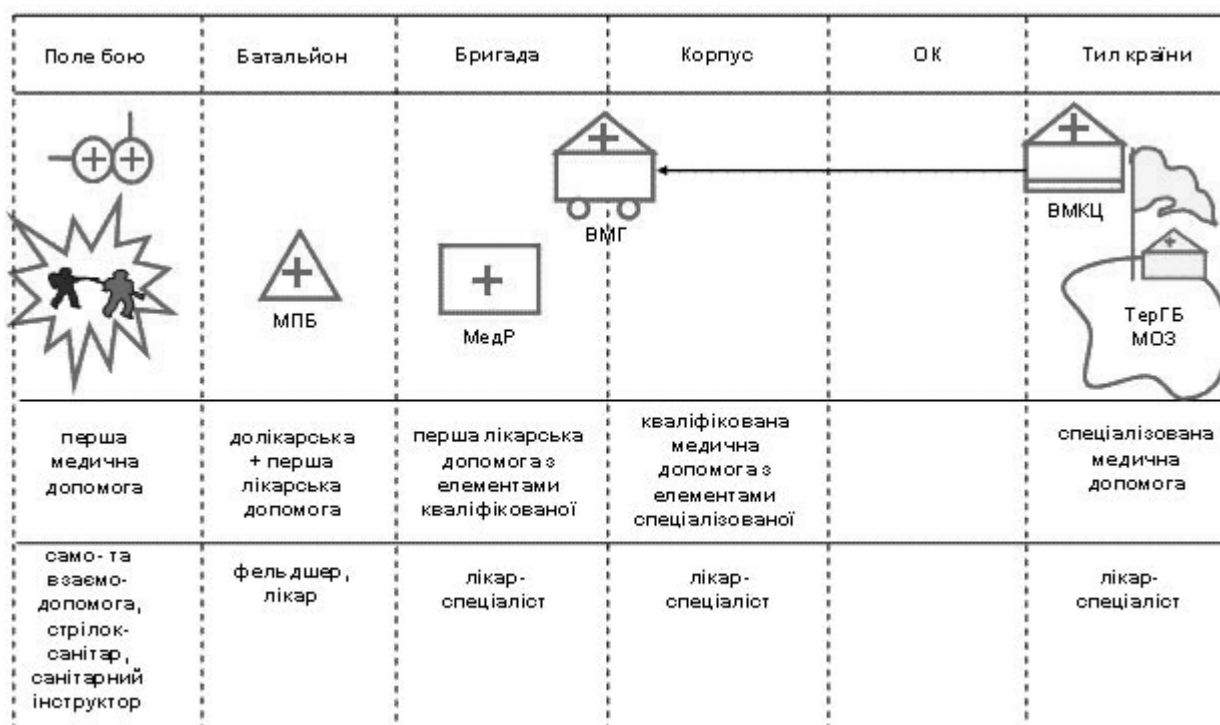 Поле бою
Батальйон
Бригада
Корпус
ОК
Тил країни
ВМГ
ВМКЦ
МПБ
МедР
ТерГБ
МОЗ
перша
медична
допомога
долікарська
+ перша
лікарська
допомога
перша лікарська
допомога з
елементами
кваліфікованої
кваліфікована
медична
допомога з
елементами
спеціалізованої
спеціалізована
медична
допомога
само- та
взаємо-
допомога,
стрілок-
санітар,
санітарний
інструктор
фельдшер,
лікар
лікар-
спеціаліст
лікар-
спеціаліст
лікар-
спеціаліст